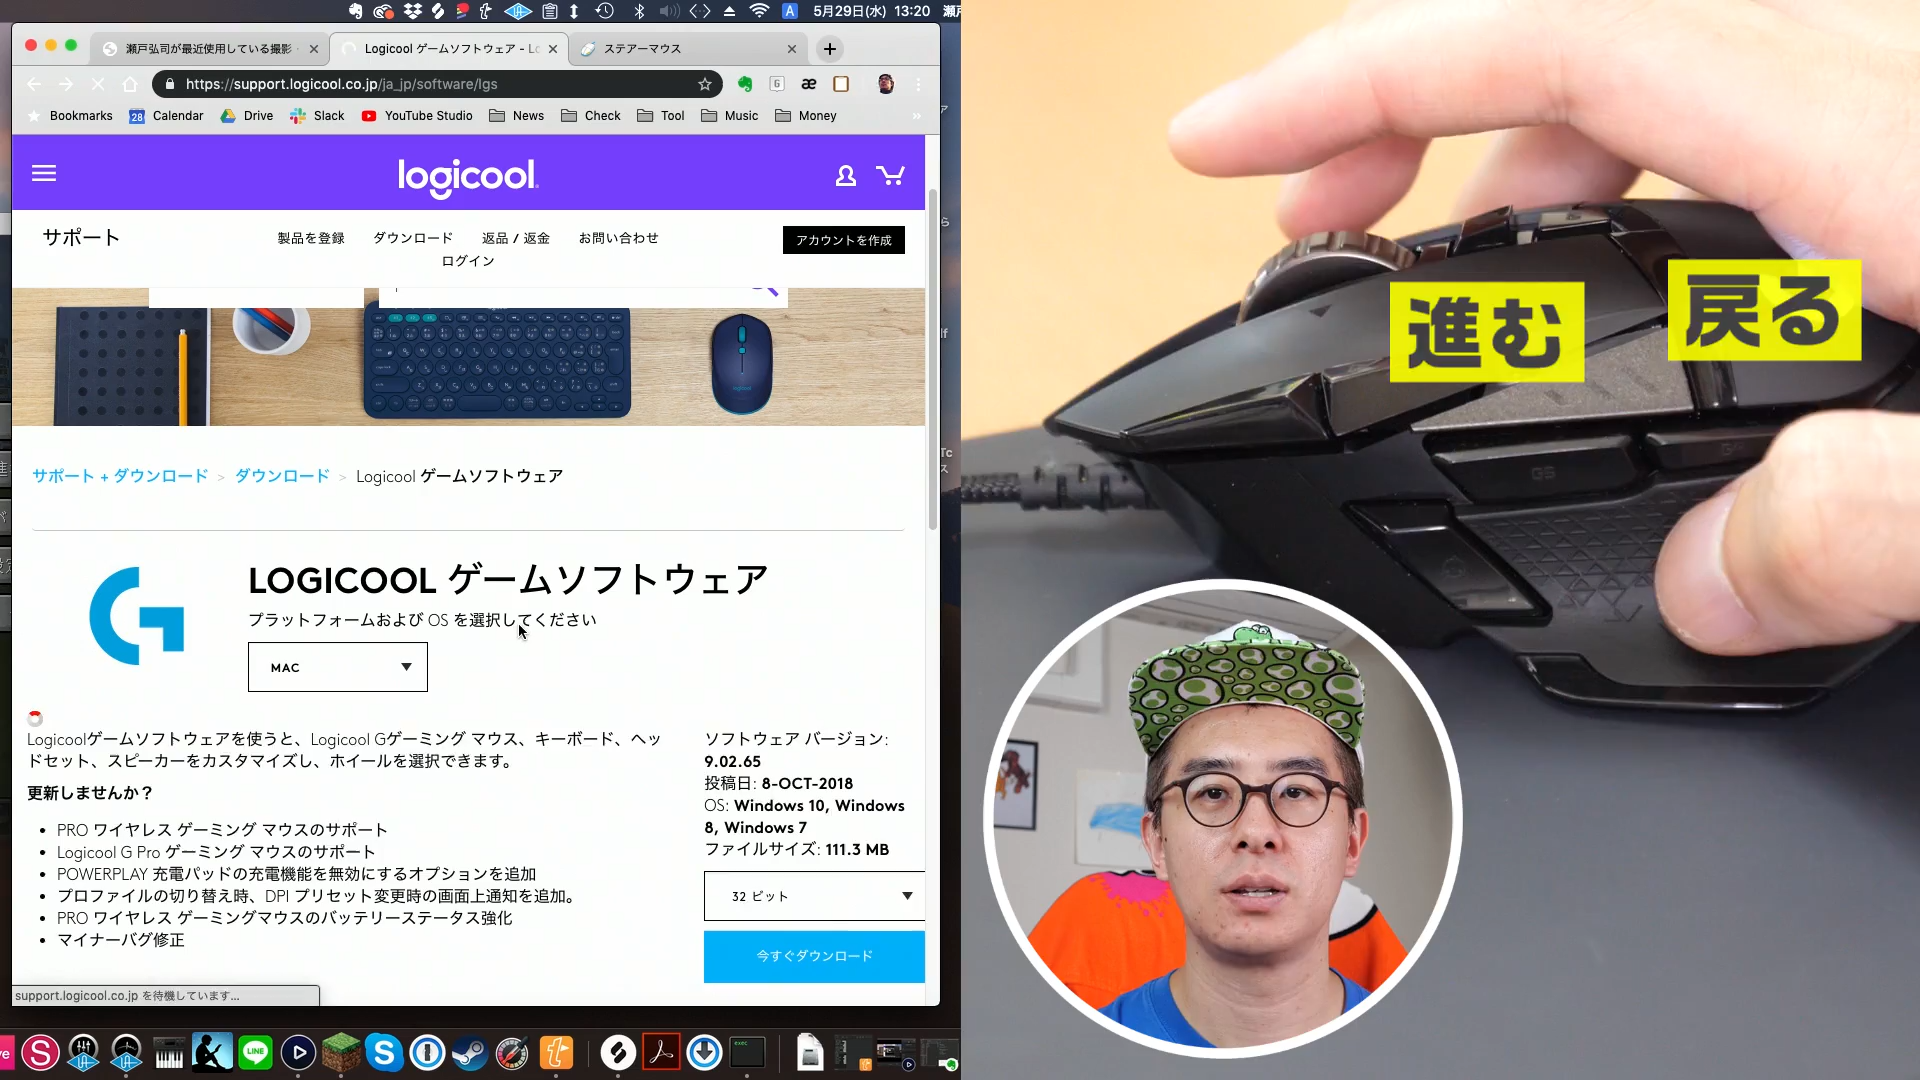 5月29日(水) 13:20
瀬戸弘司が最近使用している撮影
Logicool ゲームソフトウェア - Lo
ステアーマウス
https://support.logicool.co.jp/ja_jp/software/lgs
Bookmarks
28
Calendar
Drive
Slack
YouTube Studio
News
Check
Tool
Music
Money
logicool
サポート
製品を登録
ダウンロード
返品 / 返金
お問い合わせ
ログイン
アカウントを作成
サポート + ダウンロード > ダウンロード > Logicool ゲームソフトウェア
LOGICOOL ゲームソフトウェア
プラットフォームおよび OS を選択してください
MAC
Logicoolゲームソフトウェアを使うと、Logicool Gゲーミング マウス、キーボード、ヘッ
ドセット、スピーカーをカスタマイズし、ホイールを選択できます。
更新しませんか？
• PRO ワイヤレス ゲーミング マウスのサポート
• Logicool G Pro ゲーミング マウスのサポート
• POWERPLAY 充電パッドの充電機能を無効にするオプションを追加
• プロファイルの切り替え時、DPI プリセット変更時の画面上通知を追加。
• PRO ワイヤレス ゲーミングマウスのバッテリーステータス強化
• マイナーバグ修正
ソフトウェア バージョン:
9.02.65
投稿日: 8-OCT-2018
OS: Windows 10, Windows
8, Windows 7
ファイルサイズ: 111.3 MB
32 ビット
今すぐダウンロード
support.logicool.co.jp を待機しています...
LINE
進む
戻る
G5